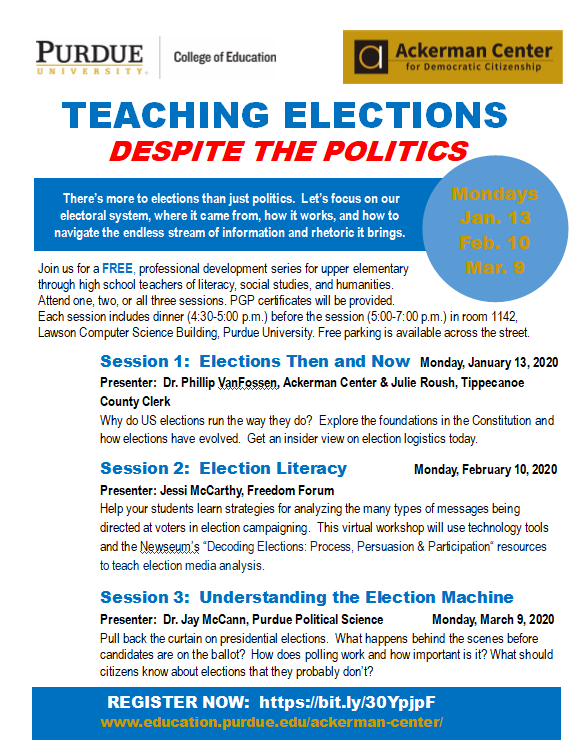 PURDUE
UNIVERSITY.
College of Education
a
Ackerman Center
for Democratic Citizenship
TEACHING ELECTIONS
DESPITE THE POLITICS
There's more to elections than just politics.  Let's focus on our
electoral system, where it came from, how it works, and how to
navigate the endless stream of information and rhetoric it brings.
Mondays
Jan. 13
Feb. 10
Mar. 9
Join us for a FREE, professional development series for upper elementary
through high school teachers of literacy, social studies, and humanities.
Attend one, two, or all three sessions. PGP certificates will be provided.
Each session includes dinner (4:30-5:00 p.m.) before the session (5:00-7:00 p.m.) in room 1142,
Lawson Computer Science Building, Purdue University. Free parking is available across the street.
Session 1:  Elections Then and Now  Monday, January 13, 2020
Presenter:  Dr. Phillip VanFossen, Ackerman Center & Julie Roush, Tippecanoe
County Clerk
Why do US elections run the way they do?  Explore the foundations in the Constitution and
how elections have evolved.  Get an insider view on election logistics today.
Session 2:  Election Literacy  Monday, February 10, 2020
Presenter: Jessi McCarthy, Freedom Forum
Help your students learn strategies for analyzing the many types of messages being
directed at voters in election campaigning.  This virtual workshop will use technology tools
and the Newseum's “Decoding Elections: Process, Persuasion & Participation“ resources
to teach election media analysis.
Session 3:  Understanding the Election Machine
Presenter:  Dr. Jay McCann, Purdue Political Science  Monday, March 9, 2020
Pull back the curtain on presidential elections.  What happens behind the scenes before
candidates are on the ballot?  How does polling work and how important is it? What should
citizens know about elections that they probably don't?
REGISTER NOW:  https://bit.ly/30YpjpF
www.education.purdue.edu/ackerman-center/